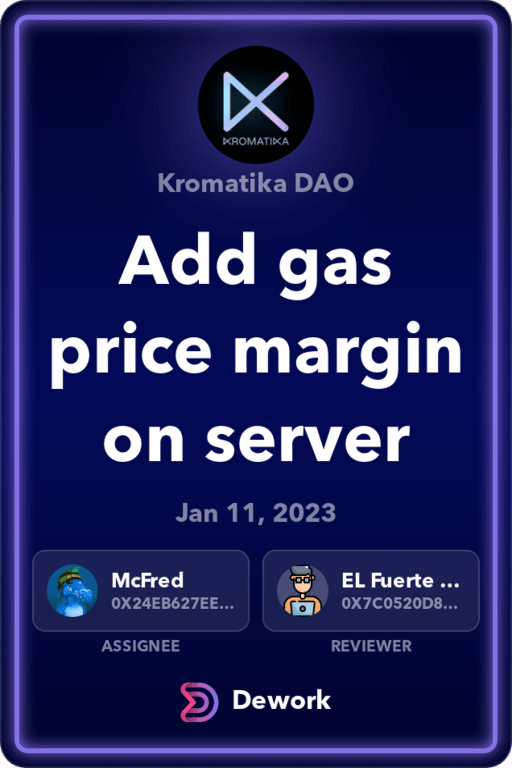 KROMATIKA
Kromatika DAO
Add gas
price margin
on server
Jan 11, 2023
McFred
0X24EB627EE...
ASSIGNEE
EL Fuerte ...
0X7C0520D8...
REVIEWER
Dework